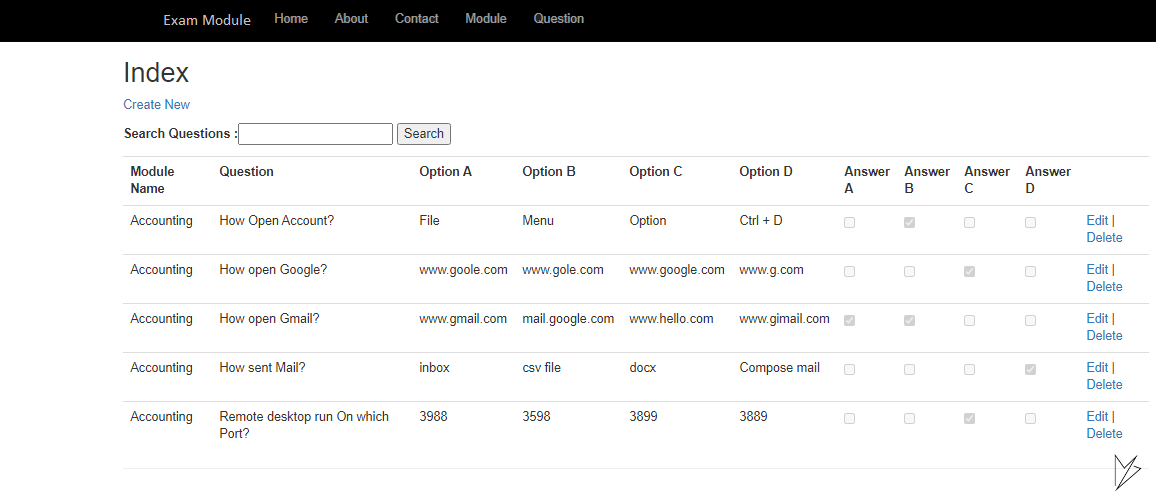 Exam Module Home About Contact Module Question
Index
Create New
Search Questions : Search
Module Name Question Option A Option B Option C Option D Answer A Answer B Answer C Answer D
Accounting How Open Account? File Menu Option Ctrl + D Edit | Delete
Accounting How open Google? www.goole.com www.gole.com www.google.com www.g.com Edit | Delete
Accounting How open Gmail? www.gmail.com mail.google.com www.hello.com www.gimail.com Edit | Delete
Accounting How sent Mail? inbox csv file docx Compose mail Edit | Delete
Accounting Remote desktop run On which Port? 3988 3598 3899 3889 Edit | Delete